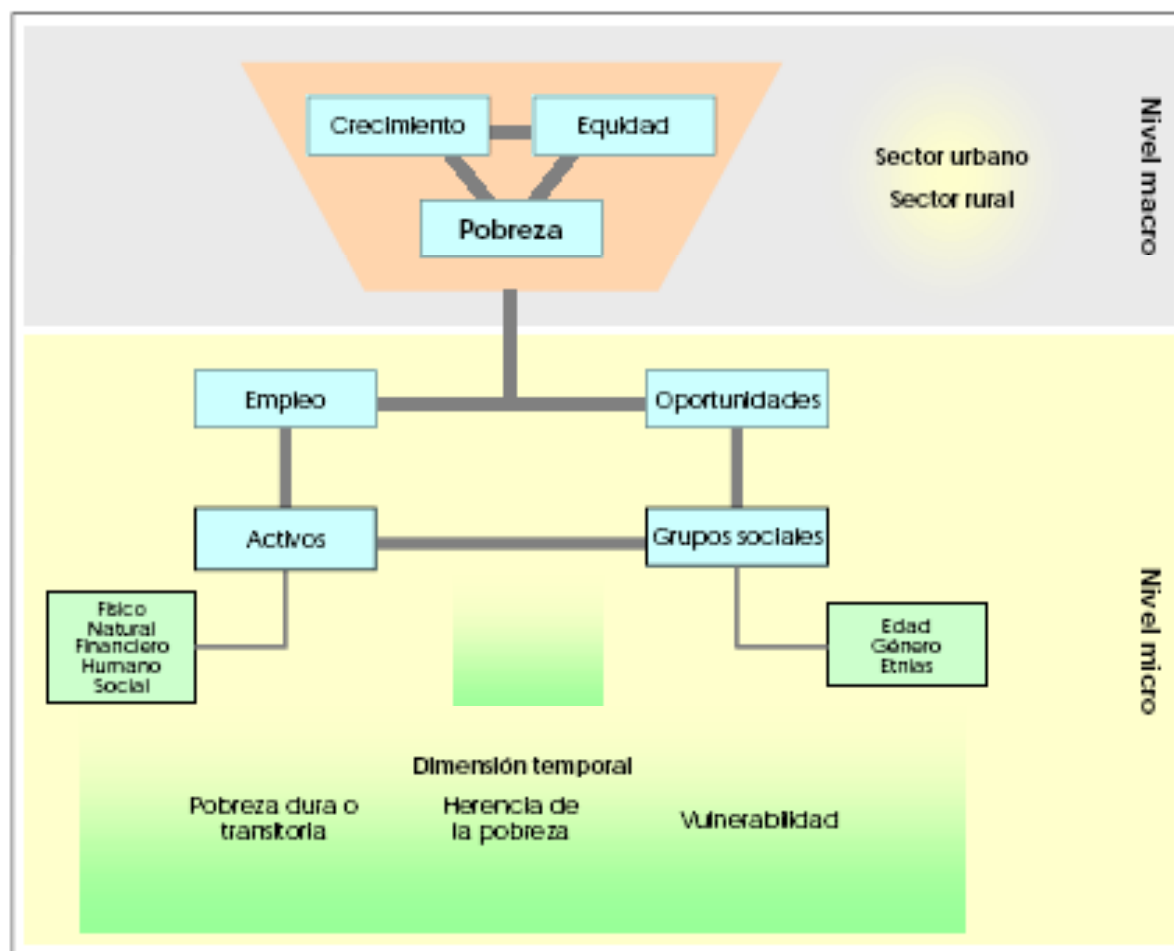 Crecimiento
Equidad
Pobreza
Sector urbano
Sector rural
Nivel macro
Empleo
Oportunidades
Activos
Grupos sociales
Físico
Natural
Financiero
Humano
Social
Edad
Género
Etnias
Nivel micro
Dimensión temporal
Pobreza dura o
transitoria
Herencia de
la pobreza
Vulnerabilidad